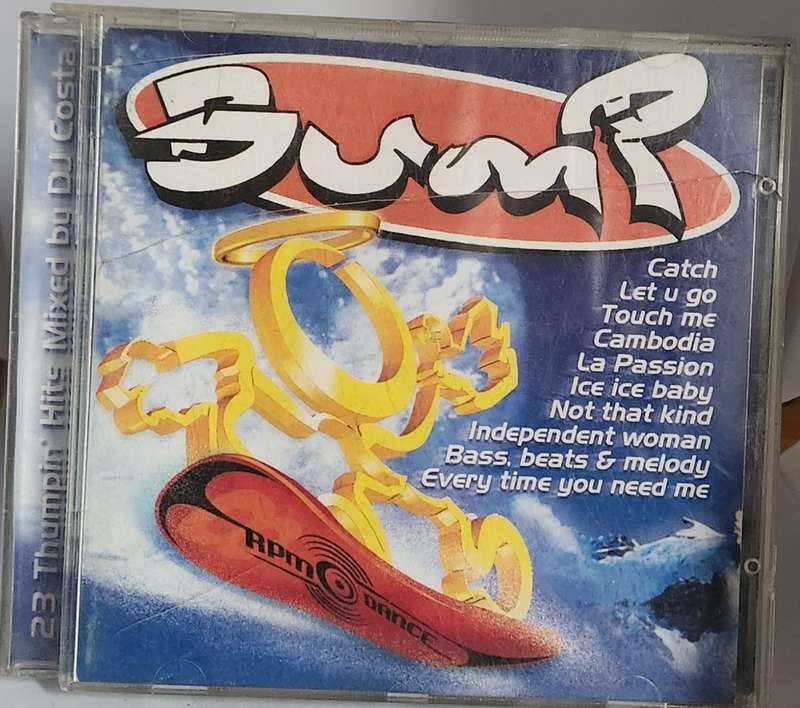 23 Thumpin' Hits Mixed by DJ Costa
BumP
Catch
Let u go
Touch me
Cambodia
La Passion
Ice ice baby
Not that kind
Independent woman
Bass, beats & melody
Every time you need me
RPM DANCE